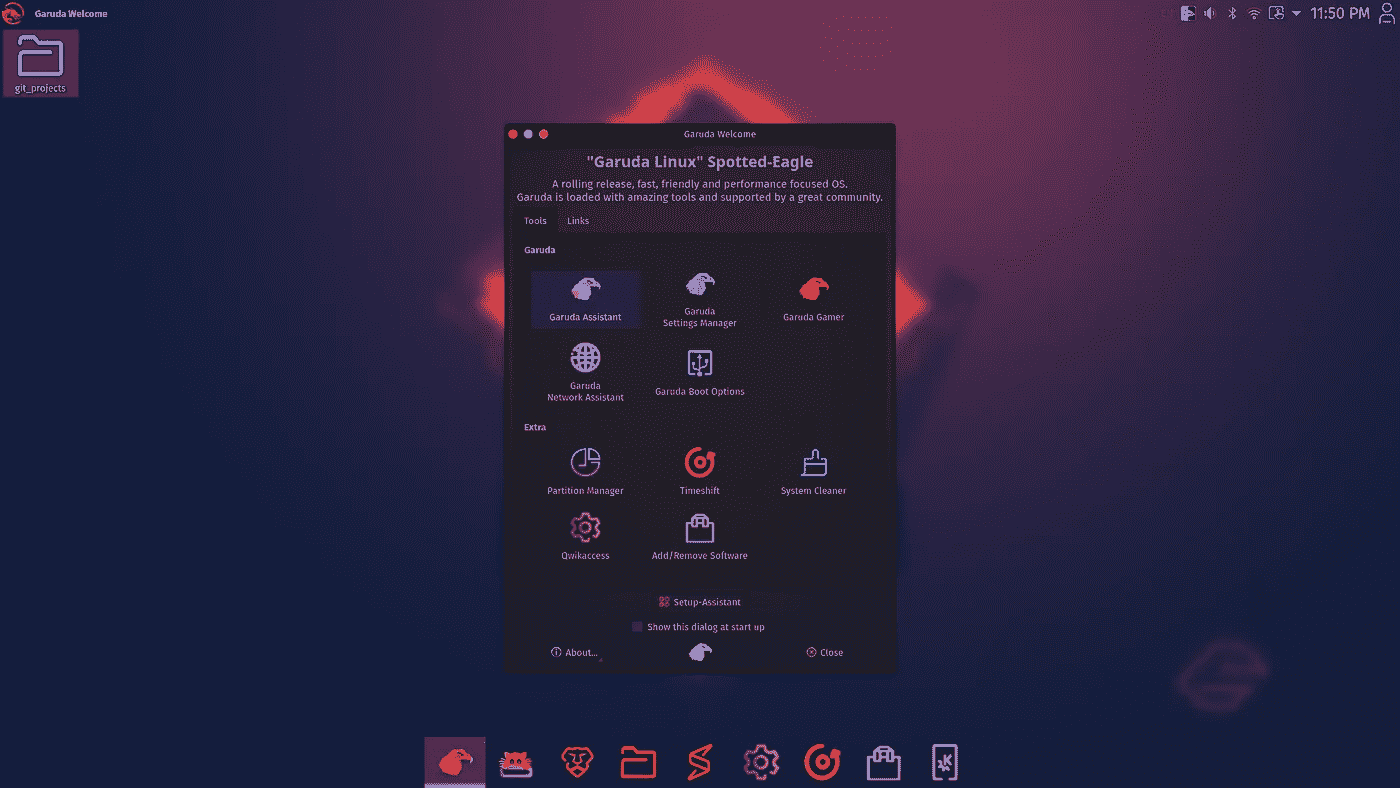 Garuda Welcome
11:50 PM
git_projects
Garuda Welcome
"Garuda Linux" Spotted-Eagle
A rolling release, fast, friendly and performance focused OS.
Garuda is loaded with amazing tools and supported by a great community.
Tools
Links
Garuda
Garuda Assistant
Garuda
Settings Manager
Garuda Gamer
Garuda
Network Assistant
Garuda Boot Options
Extra
Partition Manager
Timeshift
System Cleaner
Qwikaccess
Add/Remove Software
Setup-Assistant
Show this dialog at start up
About...
Close